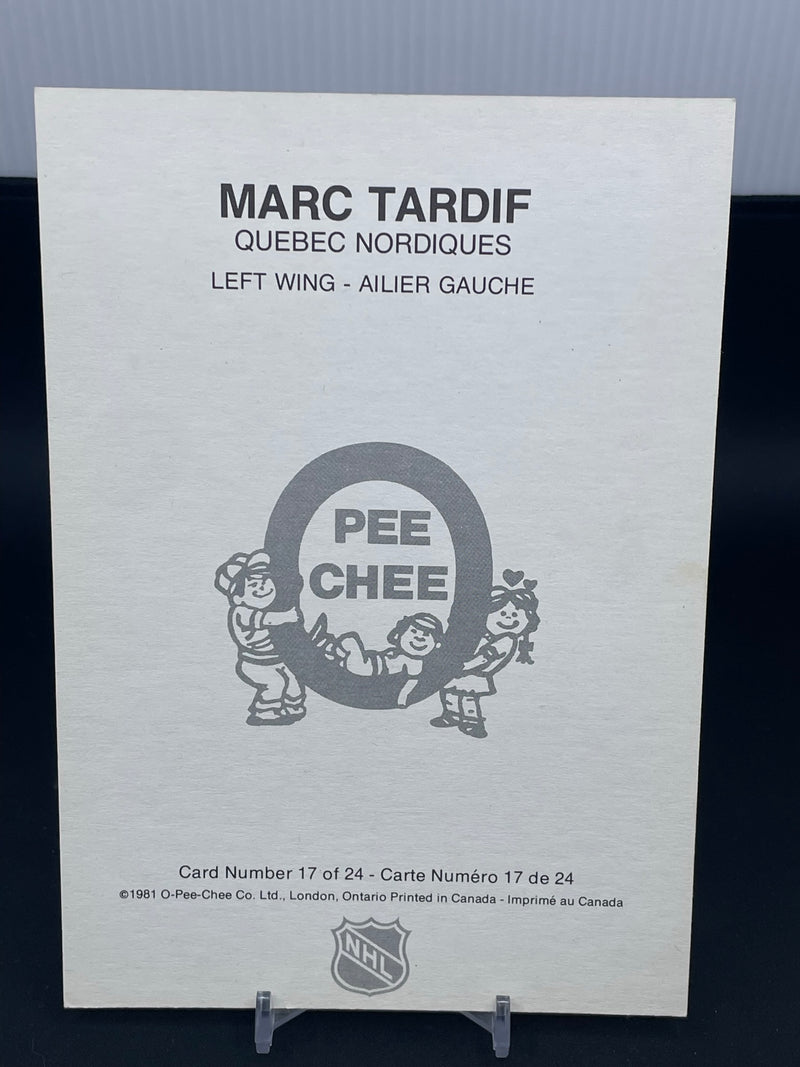 MARC TARDIF
QUEBEC NORDIQUES
LEFT WING - AILIER GAUCHE
PEE
CHEE
Card Number 17 of 24 - Carte Numéro 17 de 24
©1981 O-Pee-Chee Co. Ltd., London, Ontario Printed in Canada - Imprimé au Canada
NHL